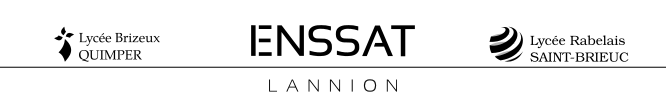 Lycée Brizeux
QUIMPER
ENSSAT
LANNION
Lycée Rabelais
SAINT-BRIEUC